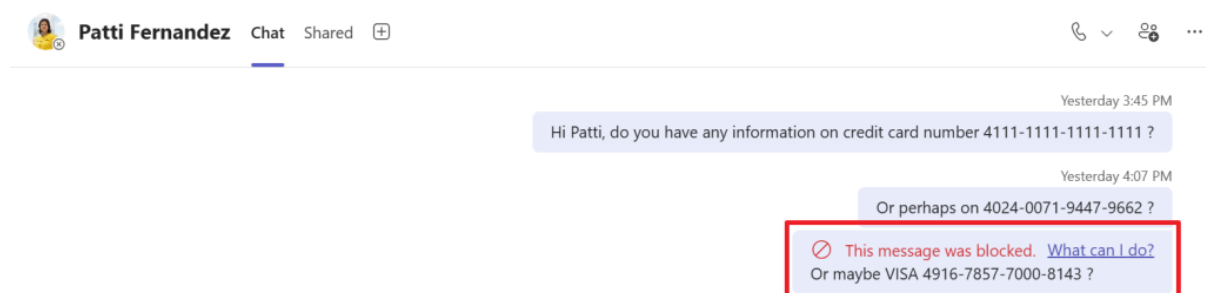 Patti Fernandez Chat Shared
Yesterday 3:45 PM
Hi Patti, do you have any information on credit card number 4111-1111-1111-1111 ?
Yesterday 4:07 PM
Or perhaps on 4024-0071-9447-9662 ?
This message was blocked. What can I do?
Or maybe VISA 4916-7857-7000-8143 ?